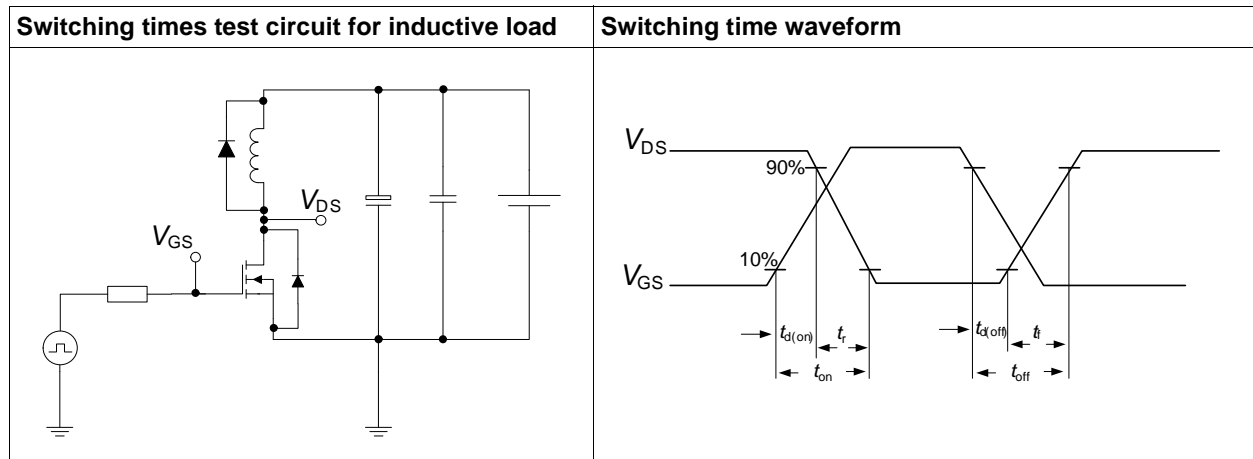 Switching times test circuit for inductive load
Switching time waveform
VDS
VGS
VDS
90%
10%
VGS
td(on)
tr
td(off)
tf
ton
toff